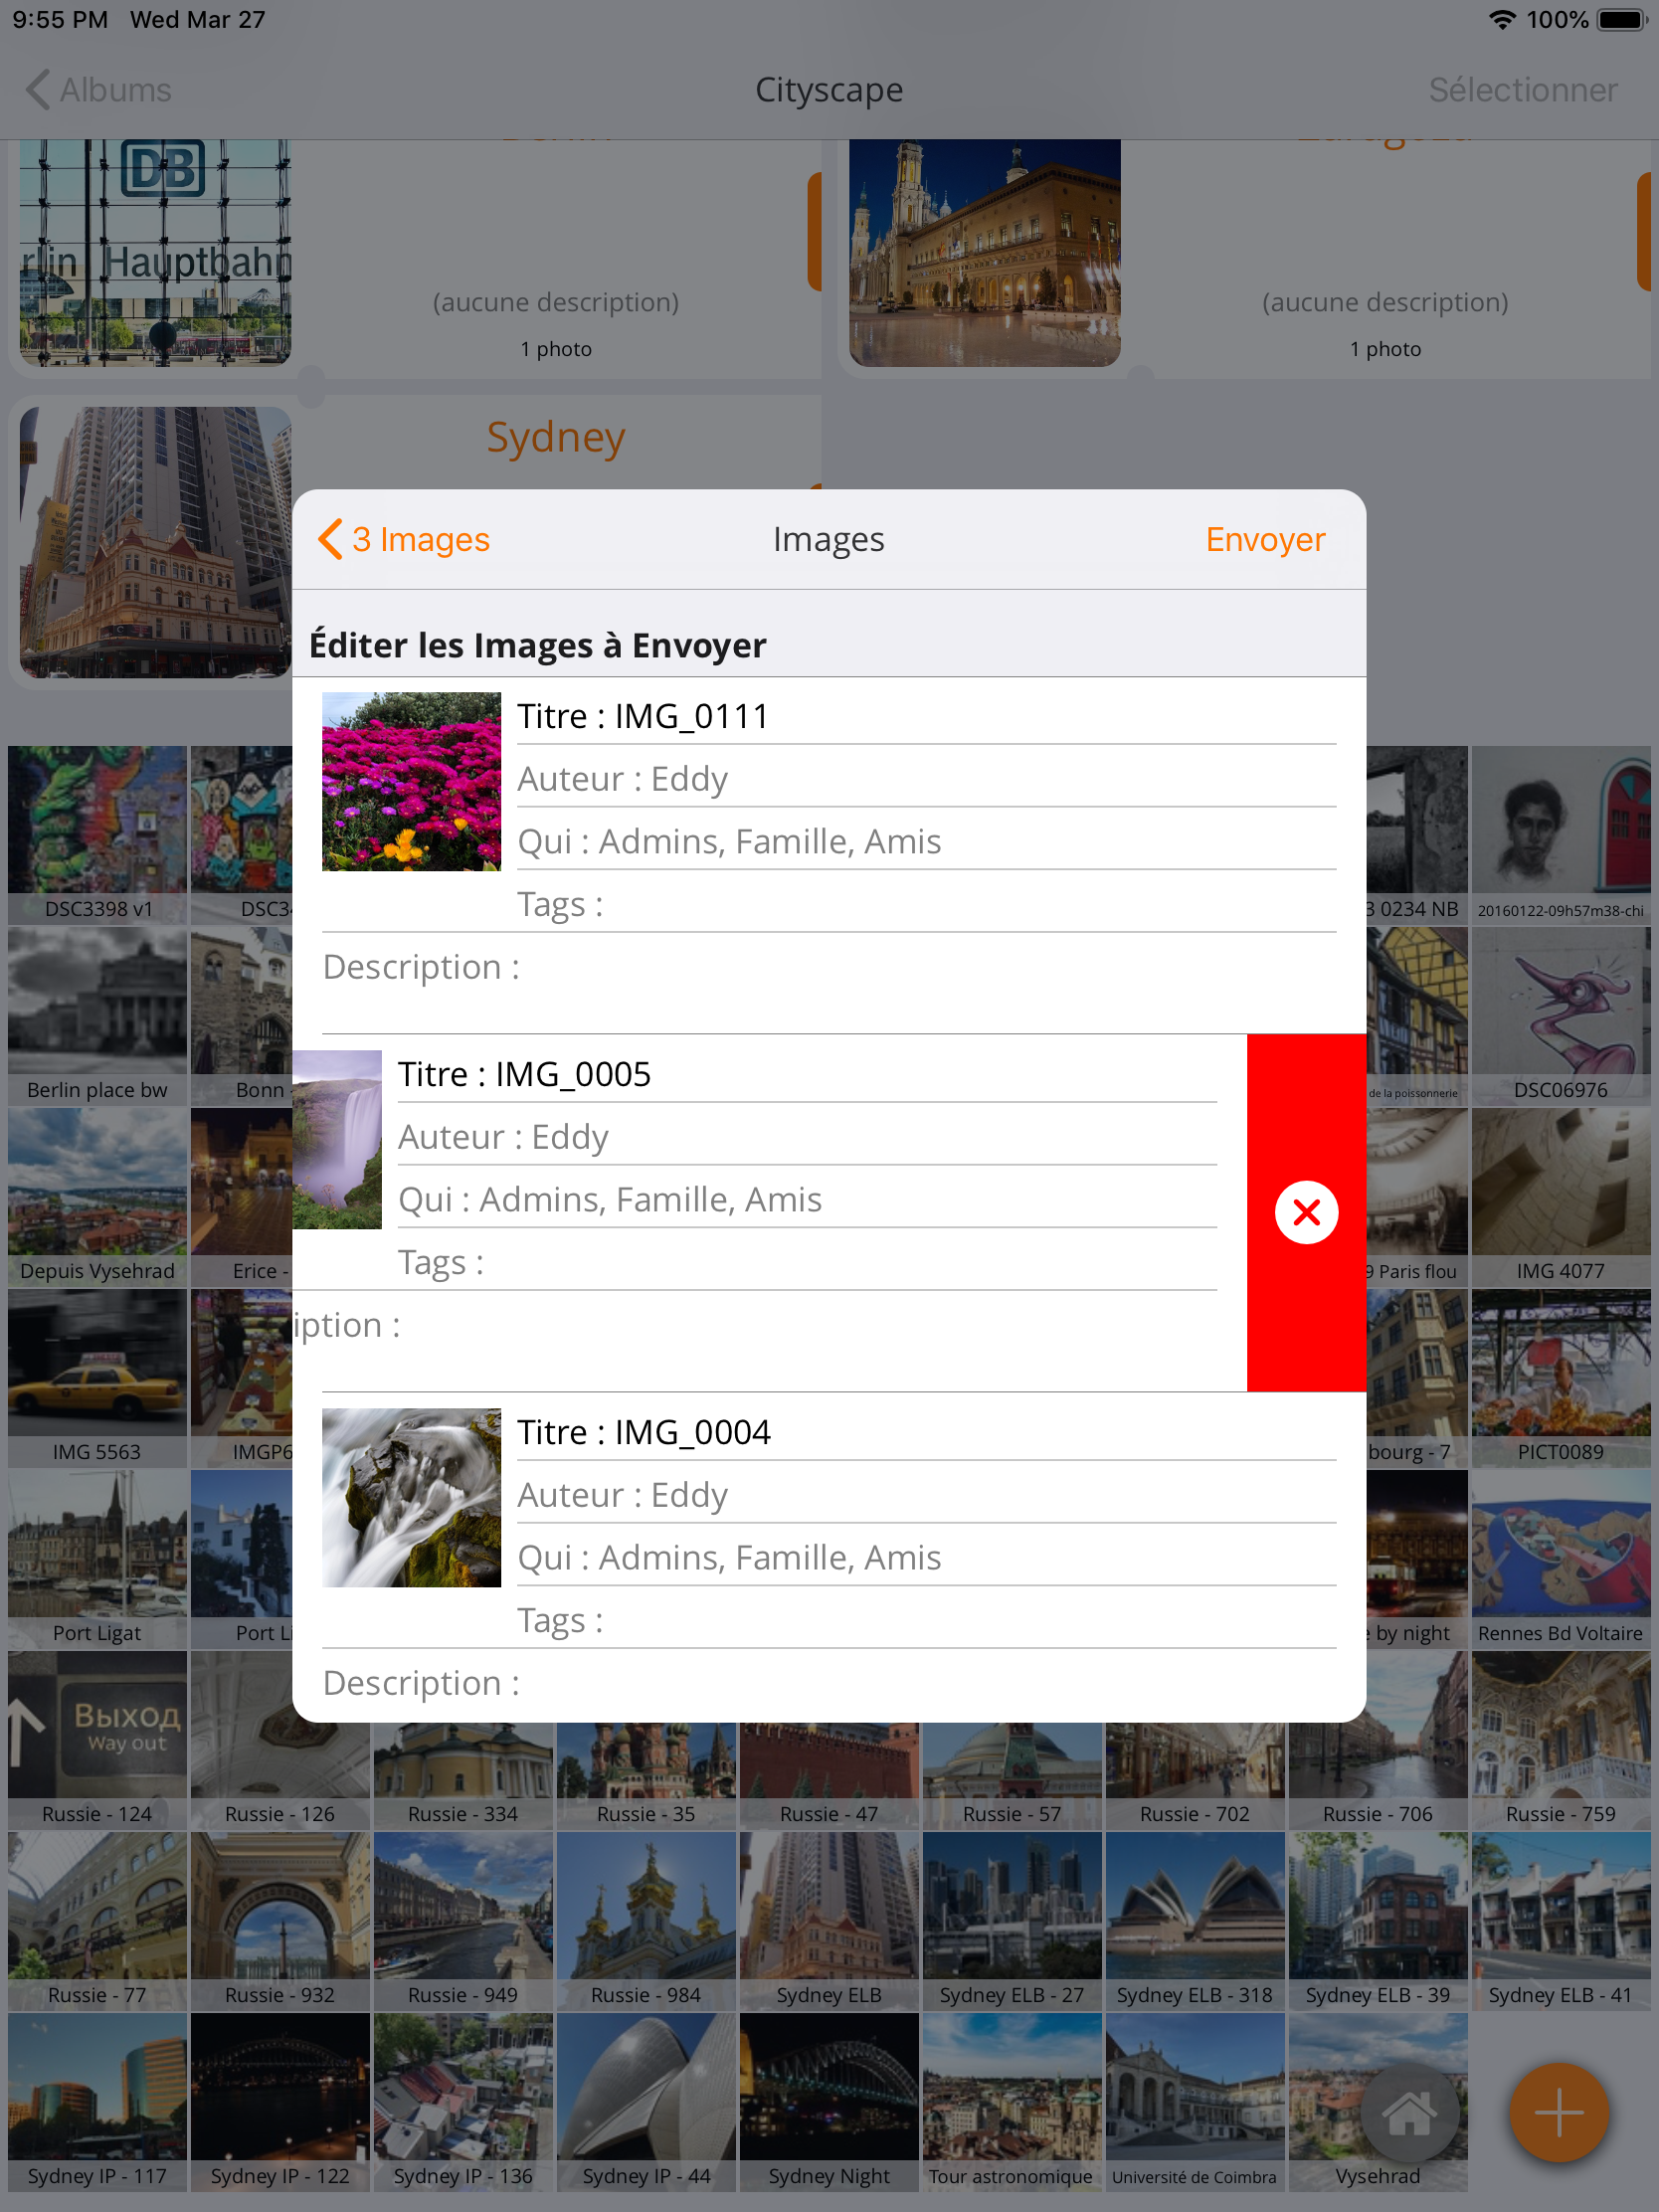 9:55 PM Wed Mar 27
100%
Albums
Cityscape
Sélectionner
DB
rlin Hauptbahn
(aucune description)
1 photo
(aucune description)
1 photo
Sydney
3 Images
Images
Envoyer
Éditer les Images à Envoyer
Titre : IMG_0111
Auteur : Eddy
Qui : Admins, Famille, Amis
Tags :
Description :
Titre : IMG_0005
Auteur : Eddy
Qui : Admins, Famille, Amis
Tags :
iption :
Titre : IMG_0004
Auteur : Eddy
Qui : Admins, Famille, Amis
Tags :
Description :
DSC3398 v1
DSC34
3 0234 NB
20160122-09h57m38-chi
Berlin place bw
Bonn -
de la poissonnerie
DSC06976
Depuis Vysehrad
Erice -
9 Paris flou
IMG 4077
IMG 5563
IMGP6
bourg - 7
PICT0089
Port Ligat
Port Li
e by night
Rennes Bd Voltaire
Выход
Way out
Russie - 124
Russie - 126
Russie - 334
Russie - 35
Russie - 47
Russie - 57
Russie - 702
Russie - 706
Russie - 759
Russie - 77
Russie - 932
Russie - 949
Russie - 984
Sydney ELB
Sydney ELB - 27
Sydney ELB - 318
Sydney ELB - 39
Sydney ELB - 41
Sydney IP - 117
Sydney IP - 122
Sydney IP - 136
Sydney IP - 44
Sydney Night
Tour astronomique
Université de Coimbra
Vysehrad